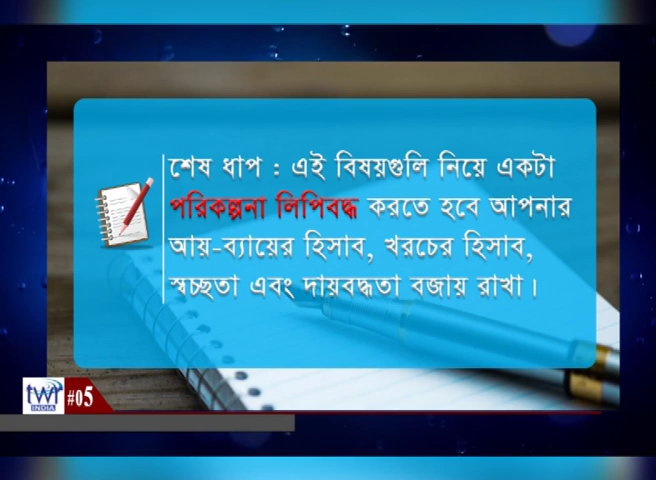 শেষ ধাপ : এই বিষয়গুলি নিয়ে একটা
পরিকল্পনা লিপিবদ্ধ করতে হবে আপনার
আয়-ব্যায়ের হিসাব, খরচের হিসাব,
স্বচ্ছতা এবং দায়বদ্ধতা বজায় রাখা।
twr
INDIA
#05